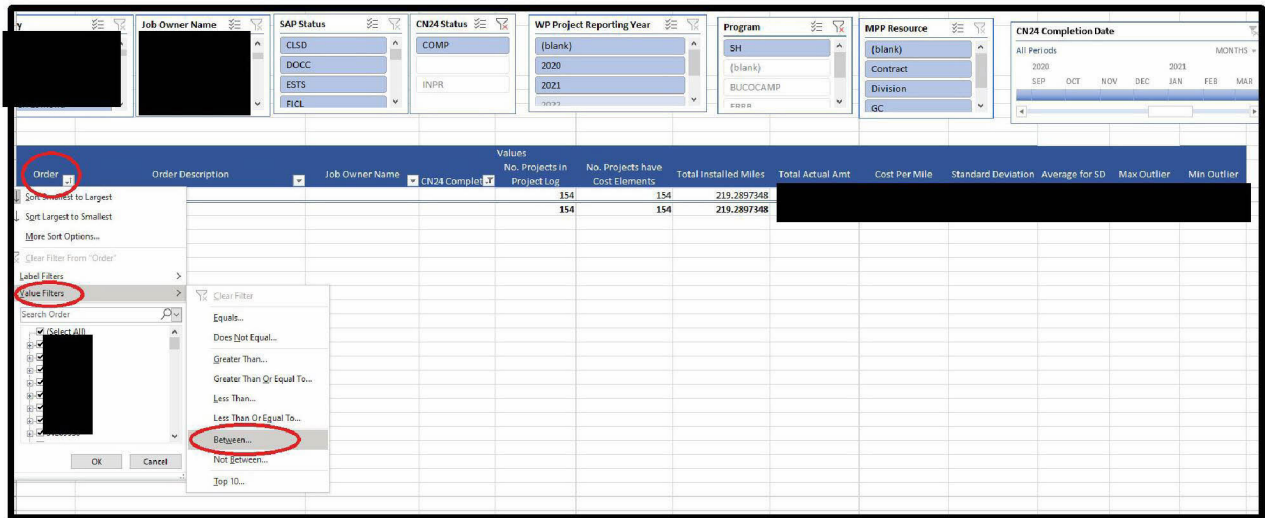 y
Job Owner Name
SAP Status
CLSD
DOCC
ESTS
FICL
CN24 Status
COMP
INPR
WP Project Reporting Year
(blank)
2020
2021
2022
Program
SH
(blank)
BUCOCAMP
MPP Resource
(blank)
Contract
Division
GC
CN24 Completion Date
All Periods MONTHS
2020 2021
SEP OCT NOV DEC JAN FEB MAR
Values
Order Order Description Job Owner Name CN24 Complet No. Projects in Project Log No. Projects have Cost Elements Total Installed Miles Total Actual Amt Cost Per Mile Standard Deviation Average for SD Max Outlier Min Outlier
154 154 219.2897348
154 154 219.2897348
Sort Smallest to Largest
Sort Largest to Smallest
More Sort Options...
Clear Filter From "Order"
Label Filters
Value Filters
Search Order
(Select All)
OK Cancel
Clear Filter
Equals...
Does Not Equal...
Greater Than...
Greater Than Or Equal To...
Less Than...
Less Than Or Equal To...
Between...
Not Between...
Top 10...